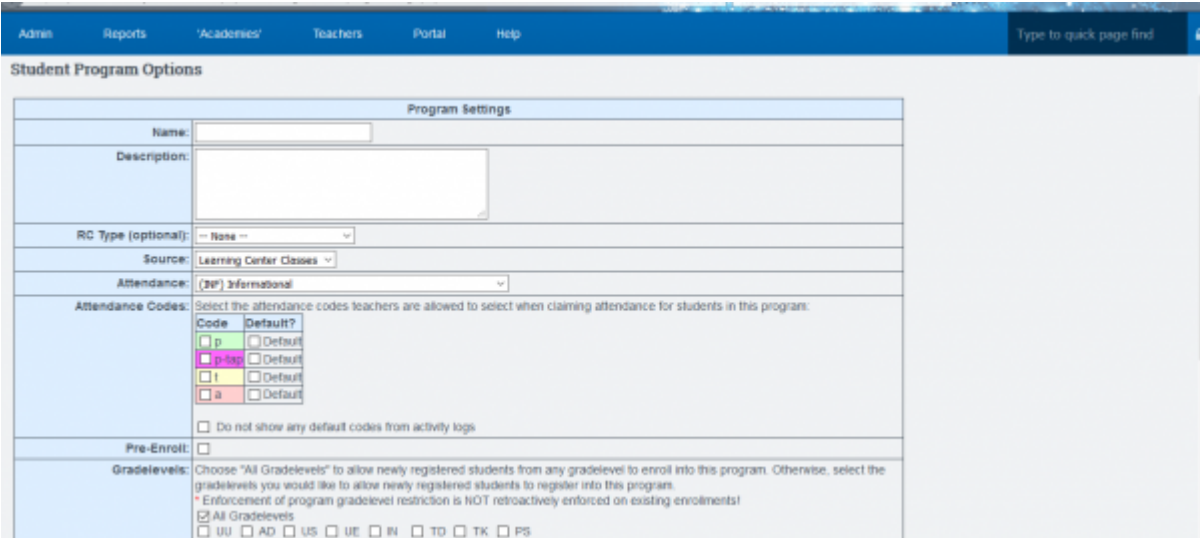 Admin Reports 'Academies' Teachers Portal Help Type to quick page find
Student Program Options
Program Settings
Name:
Description:
RC Type (optional): -- None --
Source: Learning Center Classes
Attendance: (INF) Informational
Attendance Codes: Select the attendance codes teachers are allowed to select when claiming attendance for students in this program:
Code Default?
p Default
p-tap Default
t Default
a Default
Do not show any default codes from activity logs
Pre-Enroll:
Gradelevels: Choose "All Gradelevels" to allow newly registered students from any gradelevel to enroll into this program. Otherwise, select the
gradelevels you would like to allow newly registered students to register into this program.
* Enforcement of program gradelevel restriction is NOT retroactively enforced on existing enrollments!
All Gradelevels
UU AD US UE IN TD TK PS